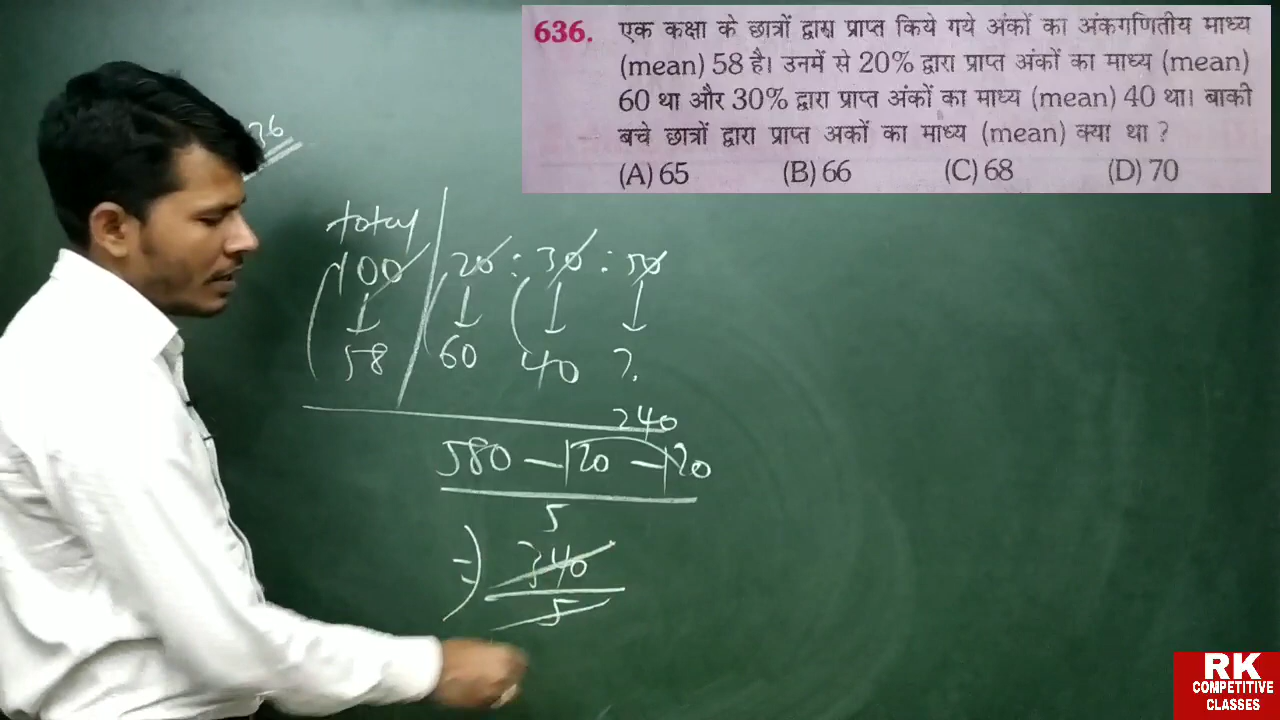 636. एक कक्षा के छात्रों द्वारा प्राप्त किये गये अंकों का अंकगणितीय माध्य
(mean) 58 है। उनमें से 20% द्वारा प्राप्त अंकों का माध्य (mean)
60 था और 30% द्वारा प्राप्त अंकों का माध्य (mean) 40 था। बाकी
बचे छात्रों द्वारा प्राप्त अकों का माध्य (mean) क्या था ?
(A) 65 (B) 66 (C) 68 (D) 70
36
total
100 20 : 30 : 50
58 60 40 ?
240
580 - 120 - 120
5
⇒ 340
5
RK
COMPETITIVE
CLASSES